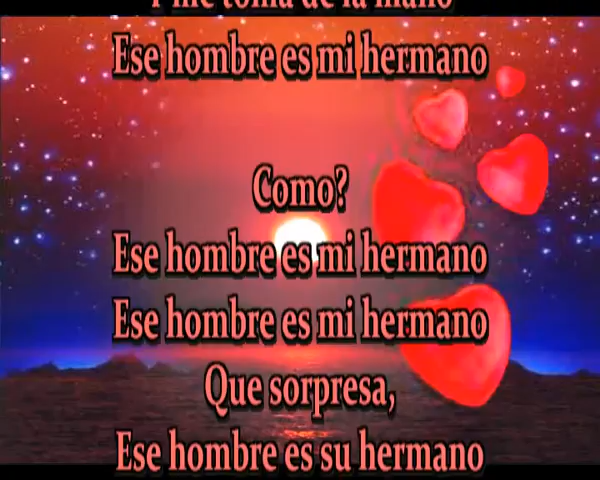 Y me toma de la mano
Ese hombre es mi hermano
Como?
Ese hombre es mi hermano
Ese hombre es mi hermano
Que sorpresa,
Ese hombre es su hermano